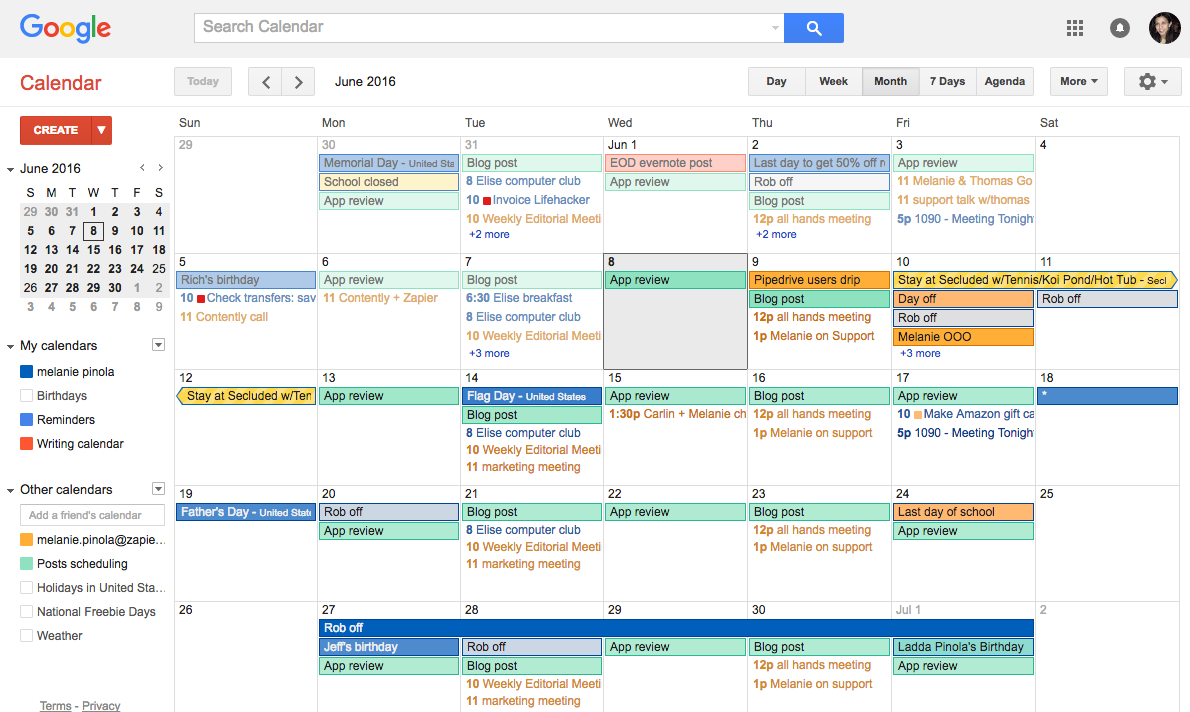 Google
Search Calendar
Calendar
Today
June 2016
Day Week Month 7 Days Agenda
More
CREATE
June 2016
S M T W T F S
29 30 31 1 2 3 4
5 6 7 8 9 10 11
12 13 14 15 16 17 18
19 20 21 22 23 24 25
26 27 28 29 30 1 2
3 4 5 6 7 8 9
My calendars
melanie pinola
Birthdays
Reminders
Writing calendar
Other calendars
Add a friend's calendar
melanie.pinola@zapie...
Posts scheduling
Holidays in United Sta...
National Freebie Days
Weather
Terms - Privacy
Sun Mon Tue Wed Thu Fri Sat
29
30
Memorial Day - United Sta
School closed
App review
31
Blog post
8 Elise computer club
10 Invoice Lifehacker
10 Weekly Editorial Meeti
+2 more
Jun 1
EOD evernote post
App review
2
Last day to get 50% off r
Rob off
Blog post
12p all hands meeting
+2 more
3
App review
11 Melanie & Thomas Go
11 support talk w/thomas
5p 1090 - Meeting Tonight
4
5
Rich's birthday
10 Check transfers: sav
11 Contently call
6
App review
11 Contently + Zapier
7
Blog post
6:30 Elise breakfast
8 Elise computer club
10 Weekly Editorial Meeti
+3 more
8
App review
9
Pipedrive users drip
Blog post
12p all hands meeting
1p Melanie on Support
10
Stay at Secluded w/Tennis/Koi Pond/Hot Tub - Secl
Day off
Rob off
Melanie OOO
+3 more
11
Rob off
12
Stay at Secluded w/Ten
13
App review
14
Flag Day - United States
Blog post
8 Elise computer club
10 Weekly Editorial Meeti
11 marketing meeting
15
App review
1:30p Carlin + Melanie ch
16
Blog post
12p all hands meeting
1p Melanie on support
17
App review
10 Make Amazon gift ca
5p 1090 - Meeting Tonight
18
*
19
Father's Day - United State
20
Rob off
App review
21
Blog post
8 Elise computer club
10 Weekly Editorial Meeti
11 marketing meeting
22
App review
23
Blog post
12p all hands meeting
1p Melanie on support
24
Last day of school
App review
25
26
27
Rob off
Jeff's birthday
App review
28
Rob off
Blog post
10 Weekly Editorial Meeti
11 marketing meeting
29
App review
30
Blog post
12p all hands meeting
1p Melanie on support
Jul 1
Ladda Pinola's Birthday
App review
2